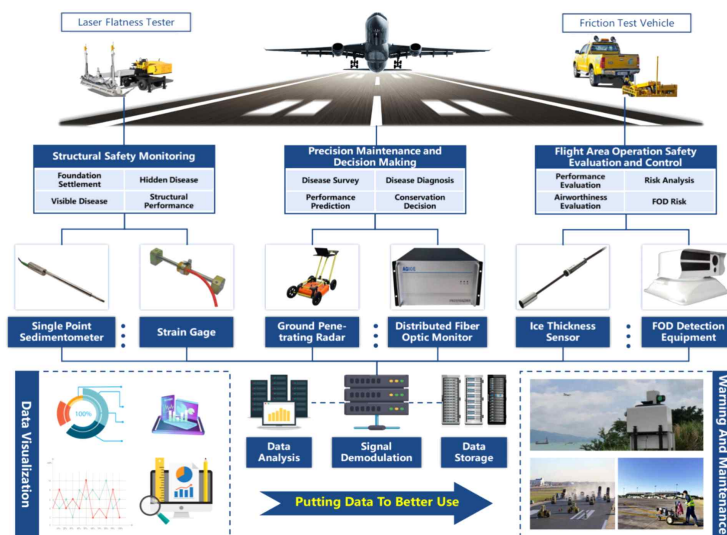 Laser Flatness Tester
Friction Test Vehicle
Structural Safety Monitoring
Foundation
Settlement
Hidden Disease
Visible Disease
Structural
Performance
Precision Maintenance and
Decision Making
Disease Survey
Disease Diagnosis
Performance
Prediction
Conservation
Decision
Flight Area Operation Safety
Evaluation and Control
Performance
Evaluation
Risk Analysis
Airworthiness
Evaluation
FOD Risk
Single Point
Sedimentometer
:
Strain Gage
Ground Pene-
trating Radar
:
Distributed Fiber
Optic Monitor
Ice Thickness
Sensor
:
FOD Detection
Equipment
Data Visualization
100%
Data
Analysis
Signal
Demodulation
Data
Storage
Putting Data To Better Use
Warning And Maintenance